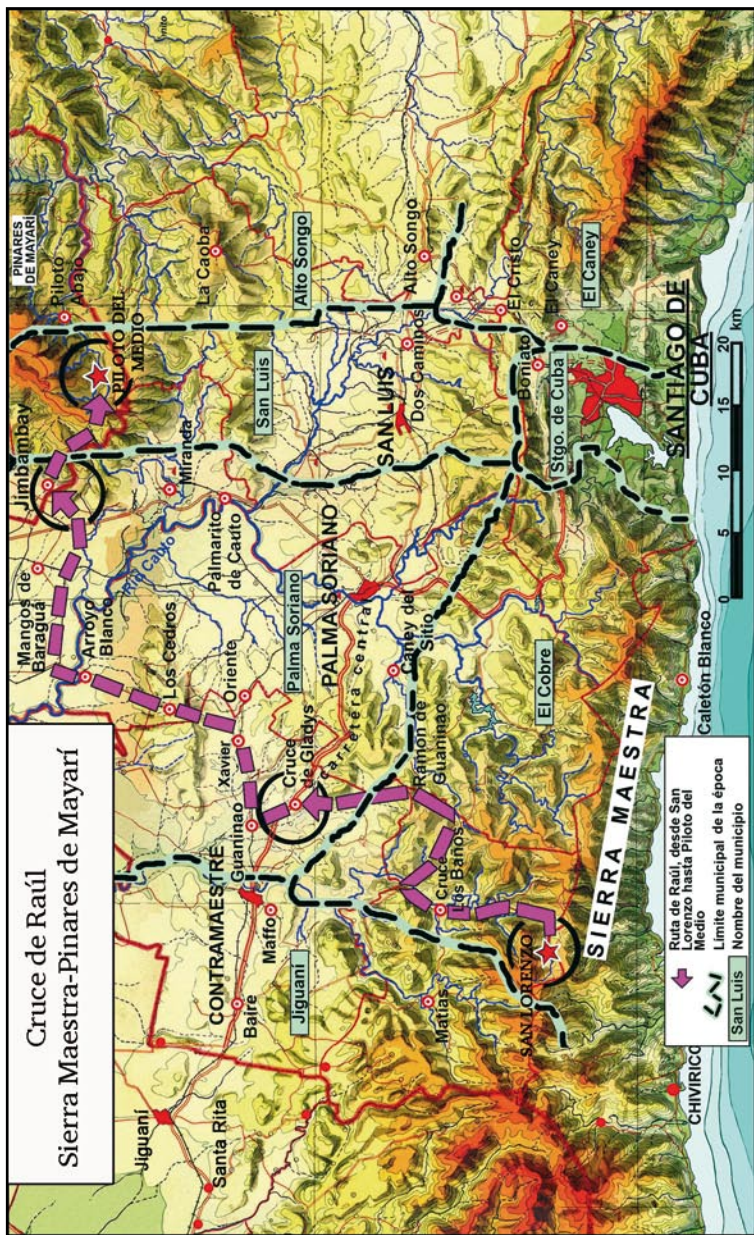 Cruce de Raúl
Sierra Maestra-Pinares de Mayarí
PINARES
DE MAYARÍ
Piloto
Abajo
PILOTO DEL
MEDIO
La Caoba
Alto Songo
Alto Songo
El Cristo
El Caney
El Caney
Jimbambay
Miranda
San Luis
SAN LUIS
Dos Caminos
Boniato
Stgo. de Cuba
SANTIAGO DE
CUBA
Mangos de
Baraguá
Arroyo
Blanco
Río Cauto
Palmarito
de Cauto
Los Cedros
Oriente
Palma Soriano
PALMA SORIANO
Xavier
Guaninao
Cruce
de Gladys
carretera central
Caney del
Sitio
Ramón de
Guaninao
El Cobre
CONTRAMAESTRE
Maffo
Baire
Jiguaní
Cruce
Los Baños
Matías
SAN LORENZO
SIERRA MAESTRA
Caletón Blanco
Jiguaní
Santa Rita
CHIVIRICO
Ruta de Raúl, desde San
Lorenzo hasta Piloto del
Medio
Límite municipal de la época
San Luis
Nombre del municipio
0 5 10 15 20
km